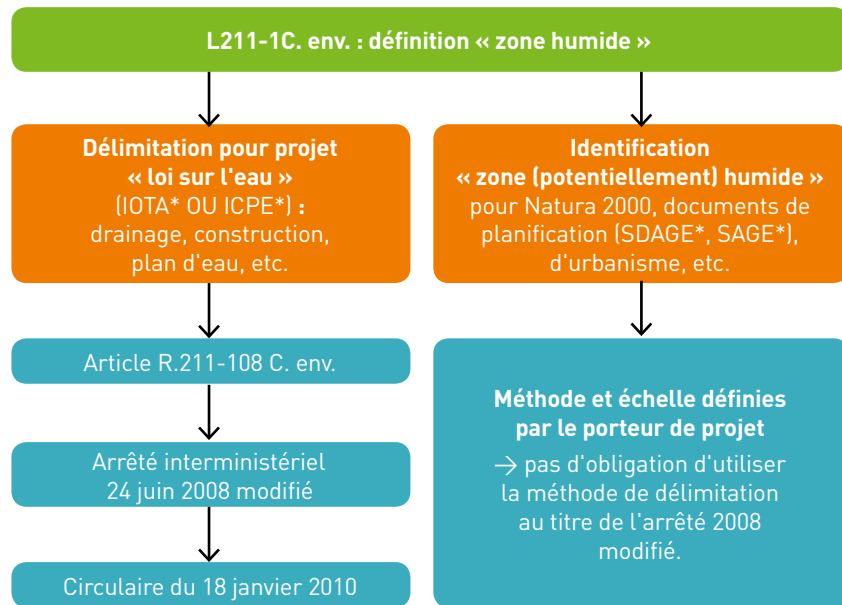 L211-1C. env. : définition « zone humide »
Délimitation pour projet
« loi sur l'eau »
(IOTA* OU ICPE*) :
drainage, construction,
plan d'eau, etc.
Identification
« zone (potentiellement) humide »
pour Natura 2000, documents de
planification (SDAGE*, SAGE*),
d'urbanisme, etc.
Article R.211-108 C. env.
Arrêté interministériel
24 juin 2008 modifié
Circulaire du 18 janvier 2010
Méthode et échelle définies
par le porteur de projet
→ pas d'obligation d'utiliser
la méthode de délimitation
au titre de l'arrêté 2008
modifié.